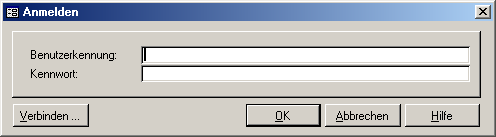 Anmelden
Benutzerkennung:
Kennwort:
Verbinden ... OK Abbrechen Hilfe